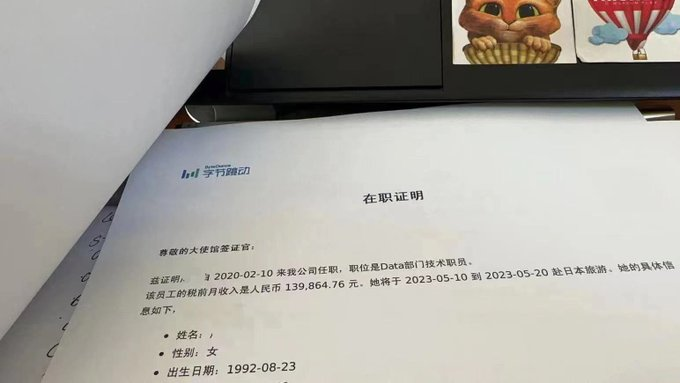 ByteDance
字节跳动
在职证明
尊敬的大使馆签证官：
兹证明, 自 2020-02-10 来我公司任职，职位是Data部门技术职员。
该员工的税前月收入是人民币 139,864.76 元。她将于 2023-05-10 到 2023-05-20 赴日本旅游。她的具体信
息如下，
• 姓名：
• 性别：女
• 出生日期：1992-08-23